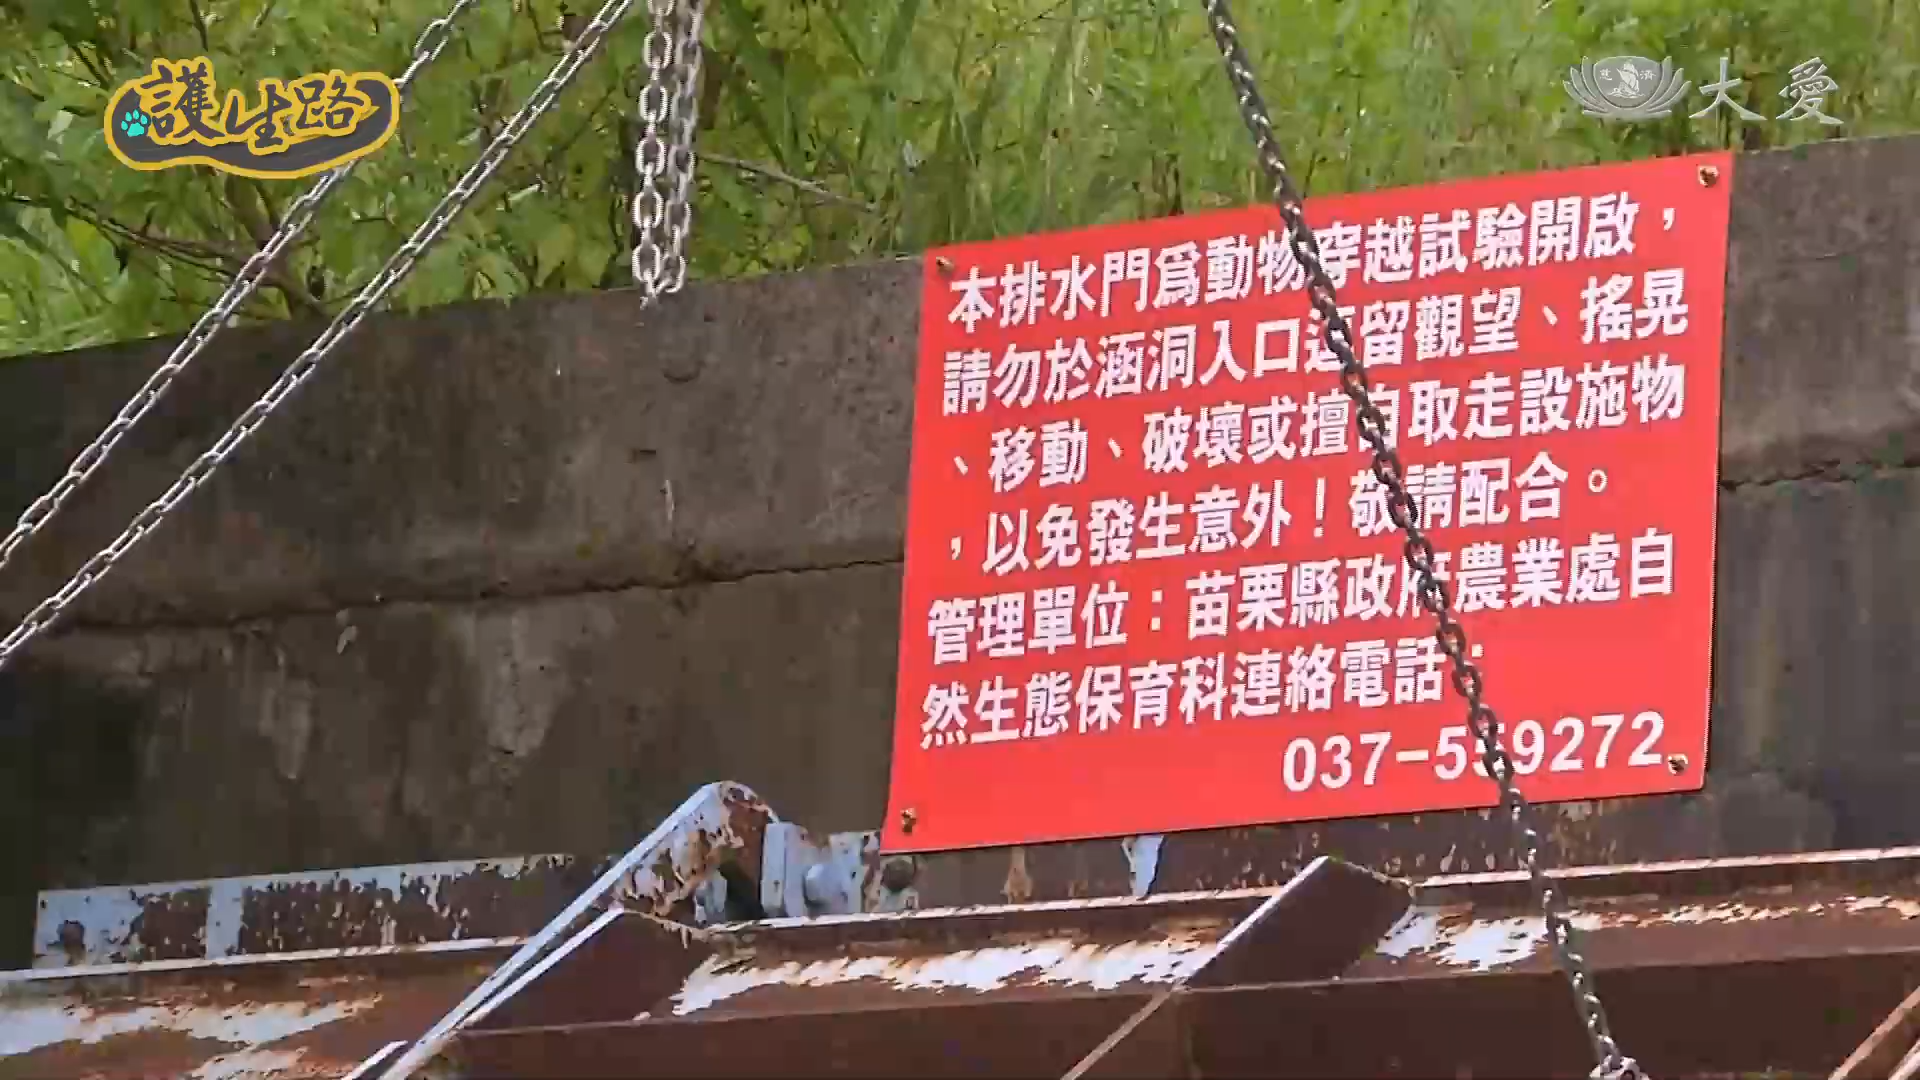 護生路
慈濟
大愛
本排水門為動物穿越試驗開啟，
請勿於涵洞入口逗留觀望、搖晃
、移動、破壞或擅自取走設施物
，以免發生意外！敬請配合。
管理單位：苗栗縣政府農業處自
然生態保育科連絡電話：
037-559272